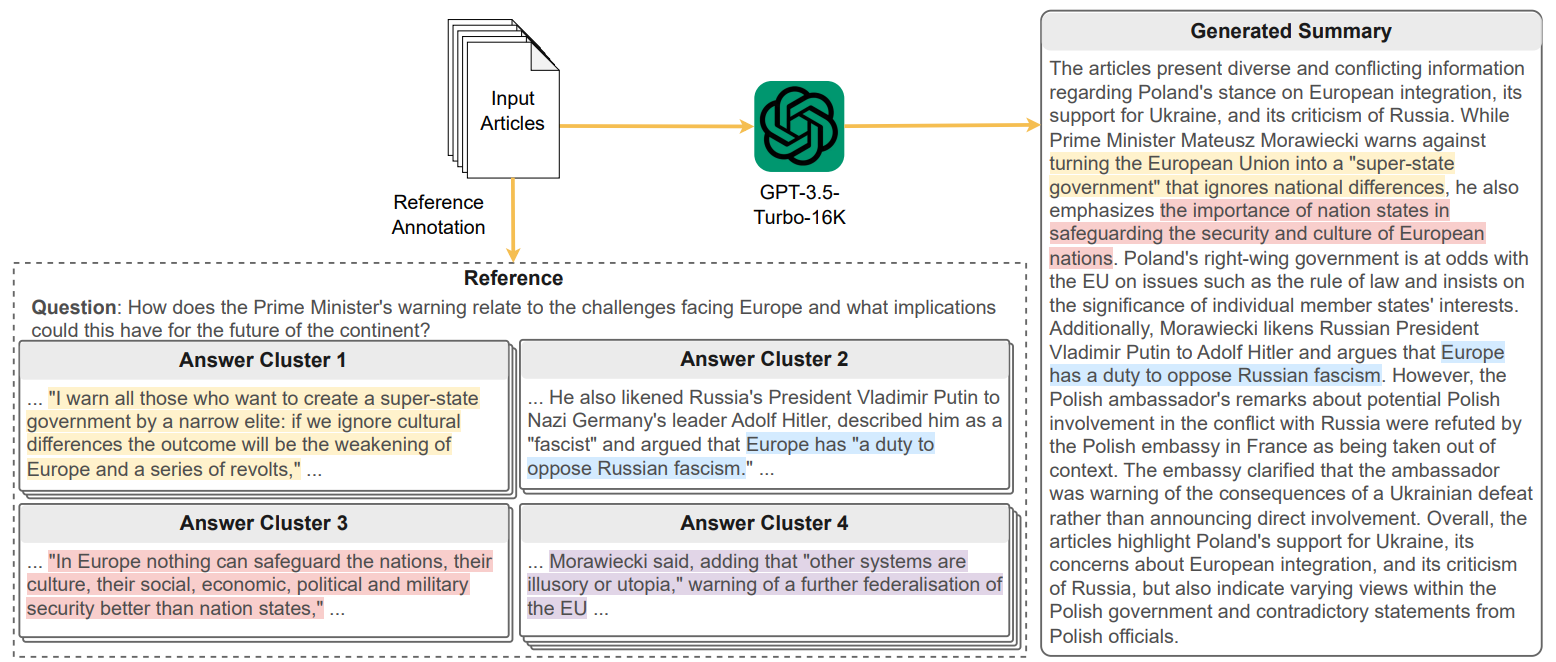 Input
Articles
Reference
Annotation
GPT-3.5-
Turbo-16K
Reference
Question: How does the Prime Minister's warning relate to the challenges facing Europe and what implications
could this have for the future of the continent?
Answer Cluster 1
... "I warn all those who want to create a super-state
government by a narrow elite: if we ignore cultural
differences the outcome will be the weakening of
Europe and a series of revolts," ...
Answer Cluster 2
... He also likened Russia's President Vladimir Putin to
Nazi Germany's leader Adolf Hitler, described him as a
"fascist" and argued that Europe has "a duty to
oppose Russian fascism." ...
Answer Cluster 3
... "In Europe nothing can safeguard the nations, their
culture, their social, economic, political and military
security better than nation states," ...
Answer Cluster 4
... Morawiecki said, adding that "other systems are
illusory or utopia," warning of a further federalisation of
the EU ...
Generated Summary
The articles present diverse and conflicting information
regarding Poland's stance on European integration, its
support for Ukraine, and its criticism of Russia. While
Prime Minister Mateusz Morawiecki warns against
turning the European Union into a "super-state
government" that ignores national differences, he also
emphasizes the importance of nation states in
safeguarding the security and culture of European
nations. Poland's right-wing government is at odds with
the EU on issues such as the rule of law and insists on
the significance of individual member states' interests.
Additionally, Morawiecki likens Russian President
Vladimir Putin to Adolf Hitler and argues that Europe
has a duty to oppose Russian fascism. However, the
Polish ambassador's remarks about potential Polish
involvement in the conflict with Russia were refuted by
the Polish embassy in France as being taken out of
context. The embassy clarified that the ambassador
was warning of the consequences of a Ukrainian defeat
rather than announcing direct involvement. Overall, the
articles highlight Poland's support for Ukraine, its
concerns about European integration, and its criticism
of Russia, but also indicate varying views within the
Polish government and contradictory statements from
Polish officials.